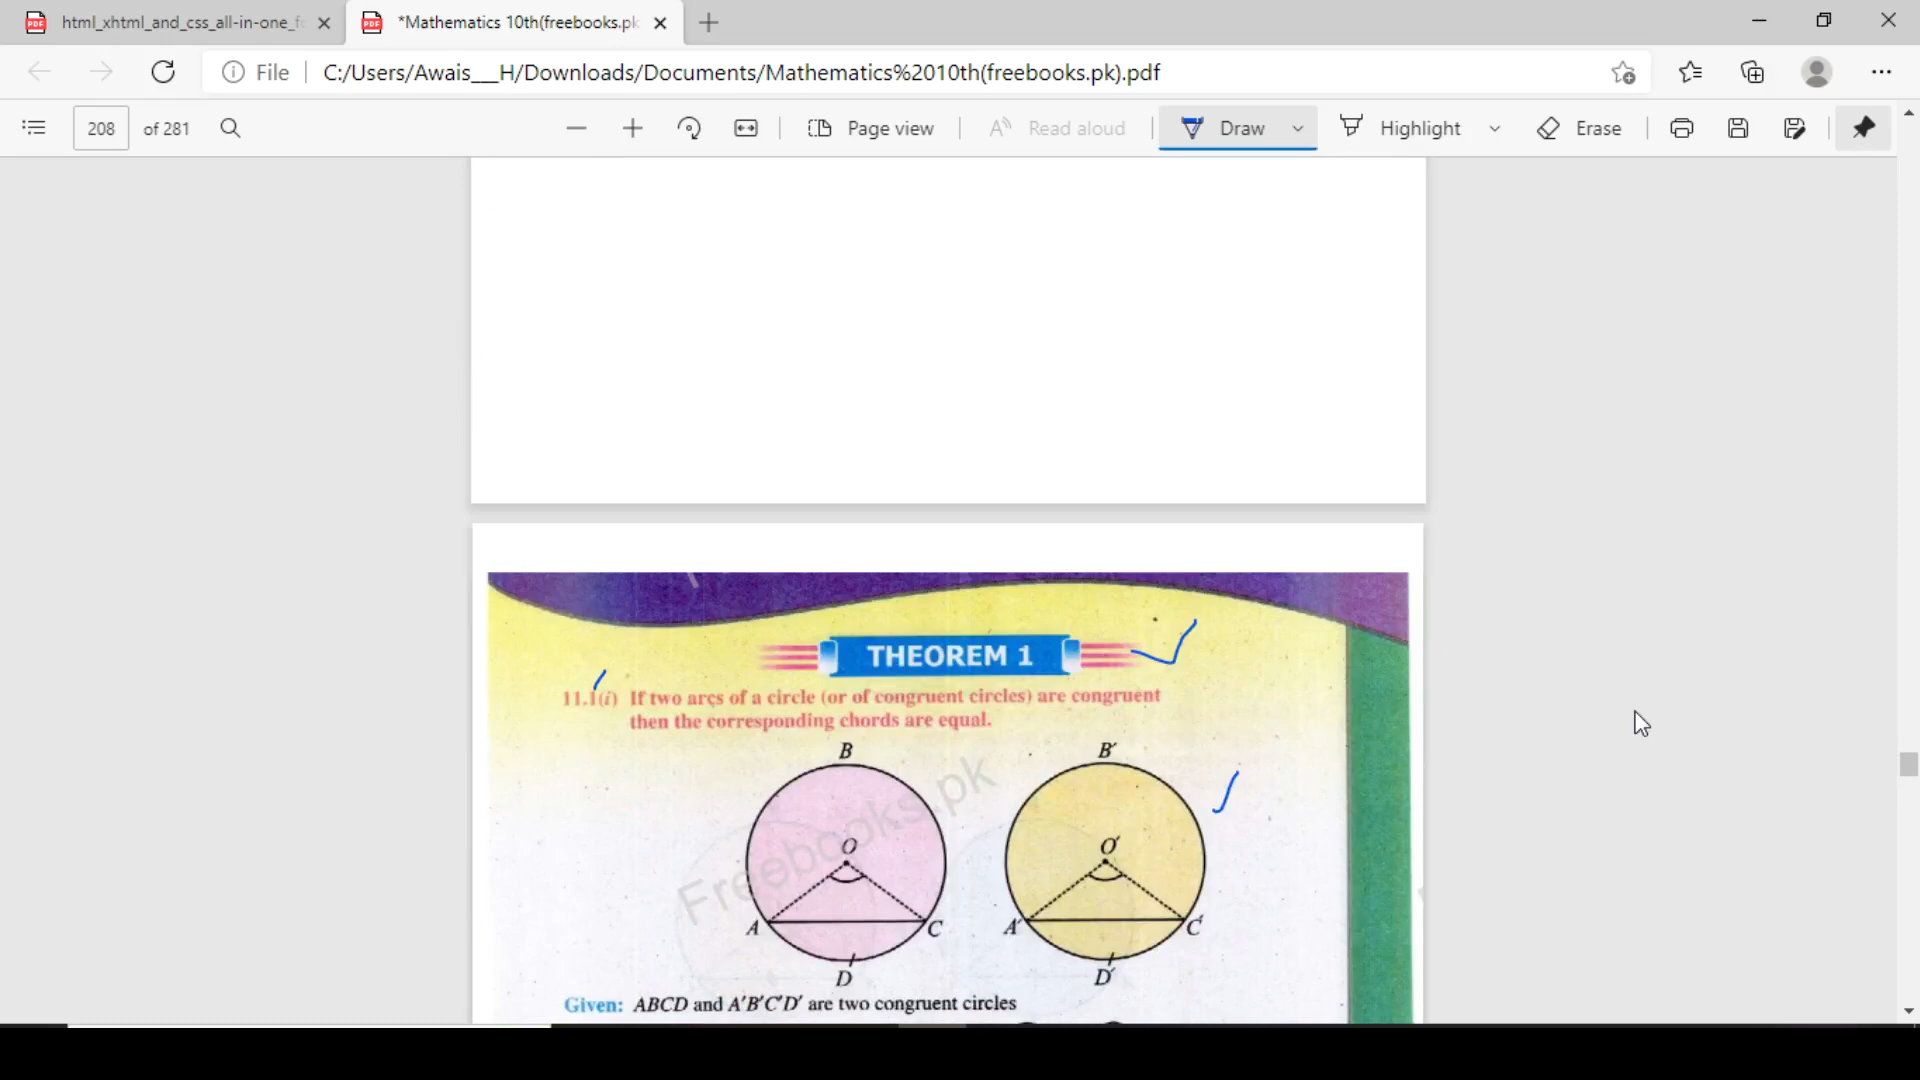 html_xhtml_and_css_all-in-one_f
*Mathematics 10th(freebooks.pk
File
C:/Users/Awais___H/Downloads/Documents/Mathematics%2010th(freebooks.pk).pdf
208 of 281
Page view
Read aloud
Draw
Highlight
Erase
THEOREM 1
11.1(i) If two arcs of a circle (or of congruent circles) are congruent
then the corresponding chords are equal.
B
B′
Freebooks.pk
O
O′
A
C
A′
C′
D
D′
Given: ABCD and A′B′C′D′ are two congruent circles